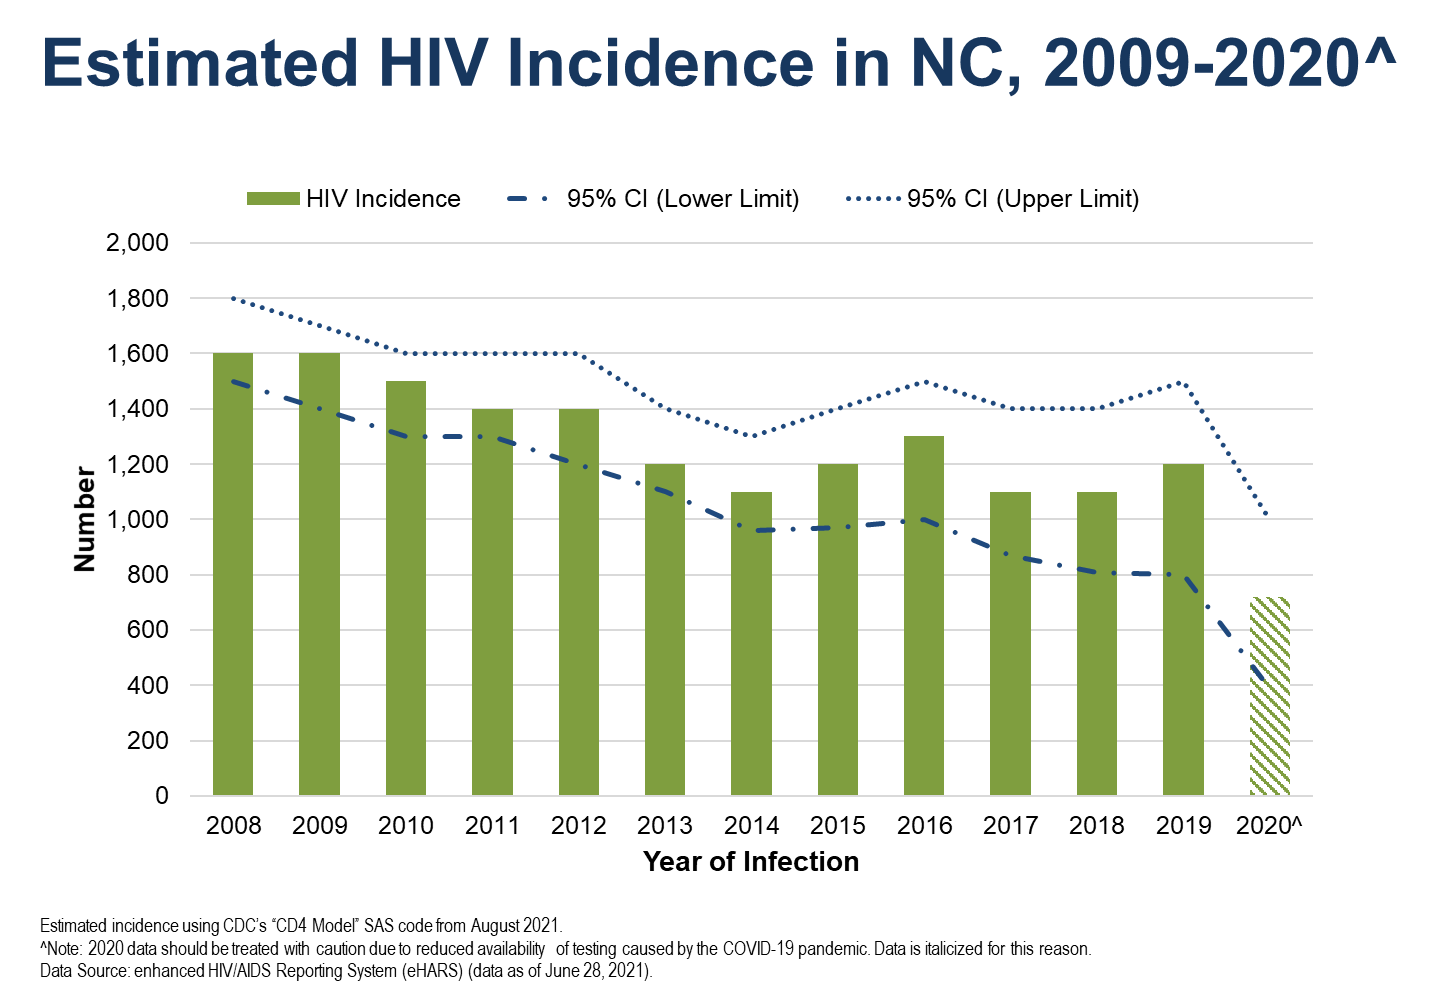 Estimated HIV Incidence in NC, 2009-2020^
HIV Incidence
95% CI (Lower Limit)
95% CI (Upper Limit)
2,000
1,800
1,600
1,400
1,200
1,000
800
600
400
200
0
Number
2008 2009 2010 2011 2012 2013 2014 2015 2016 2017 2018 2019 2020^
Year of Infection
Estimated incidence using CDC's “CD4 Model” SAS code from August 2021.
^Note: 2020 data should be treated with caution due to reduced availability of testing caused by the COVID-19 pandemic. Data is italicized for this reason.
Data Source: enhanced HIV/AIDS Reporting System (eHARS) (data as of June 28, 2021).